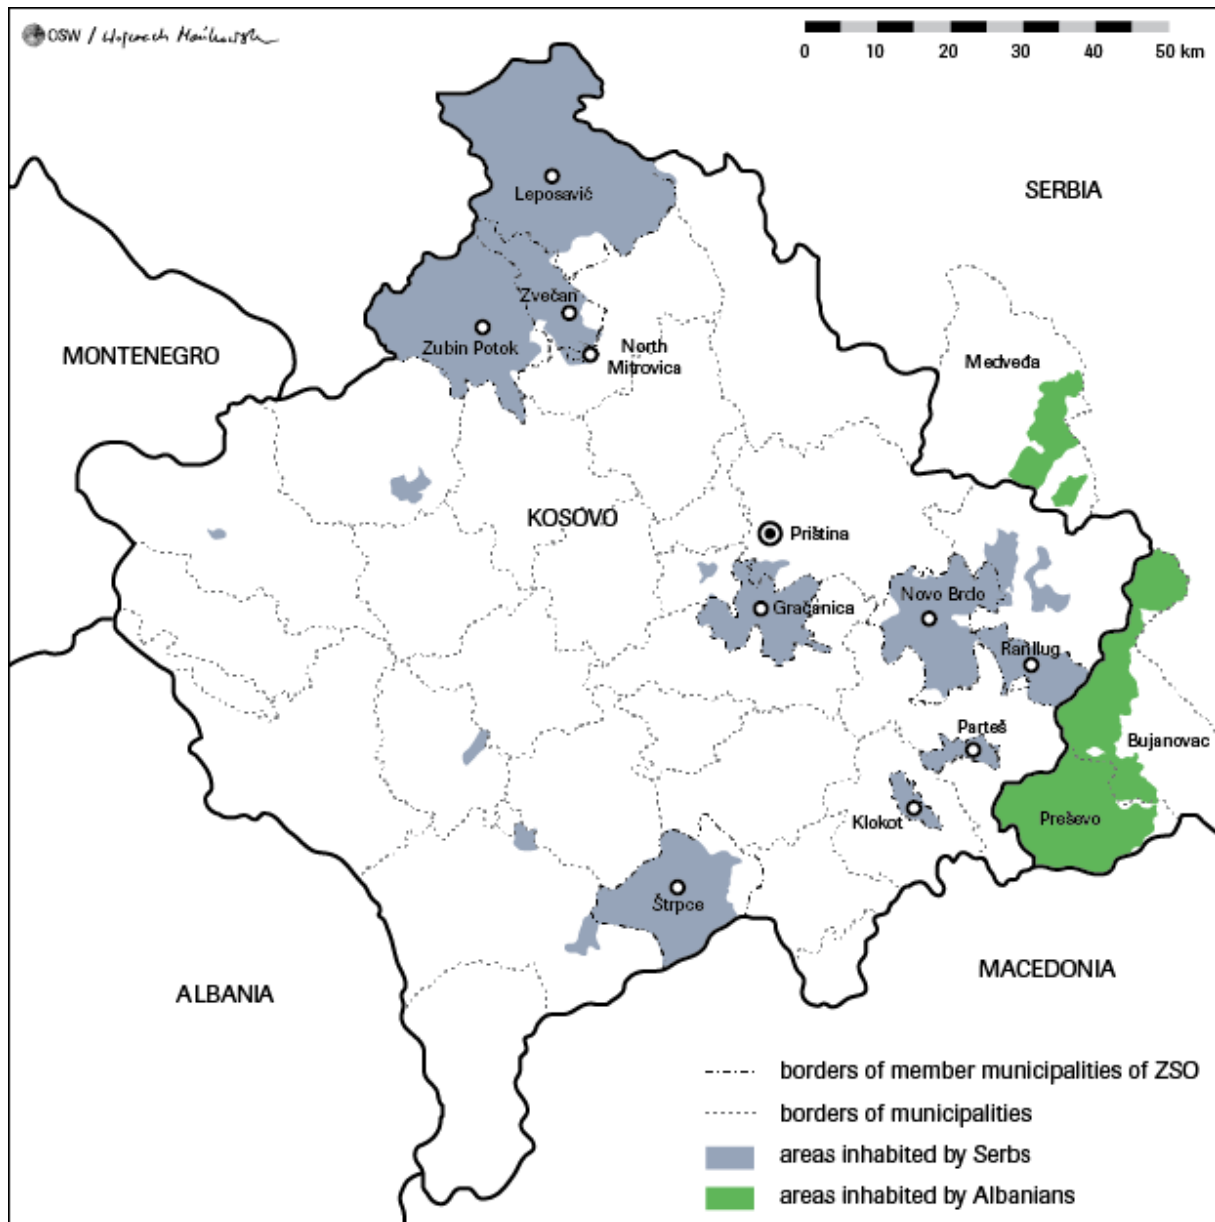 OSW / Wojciech Mańkowski
0 10 20 30 40 50 km
SERBIA
Leposavić
Zvečan
MONTENEGRO
Zubin Potok
North
Mitrovica
Medveđa
KOSOVO
Priština
Gračanica
Novo Brdo
Ranilug
Parteš
Bujanovac
Klokot
Preševo
Štrpce
ALBANIA
MACEDONIA
borders of member municipalities of ZSO
borders of municipalities
areas inhabited by Serbs
areas inhabited by Albanians